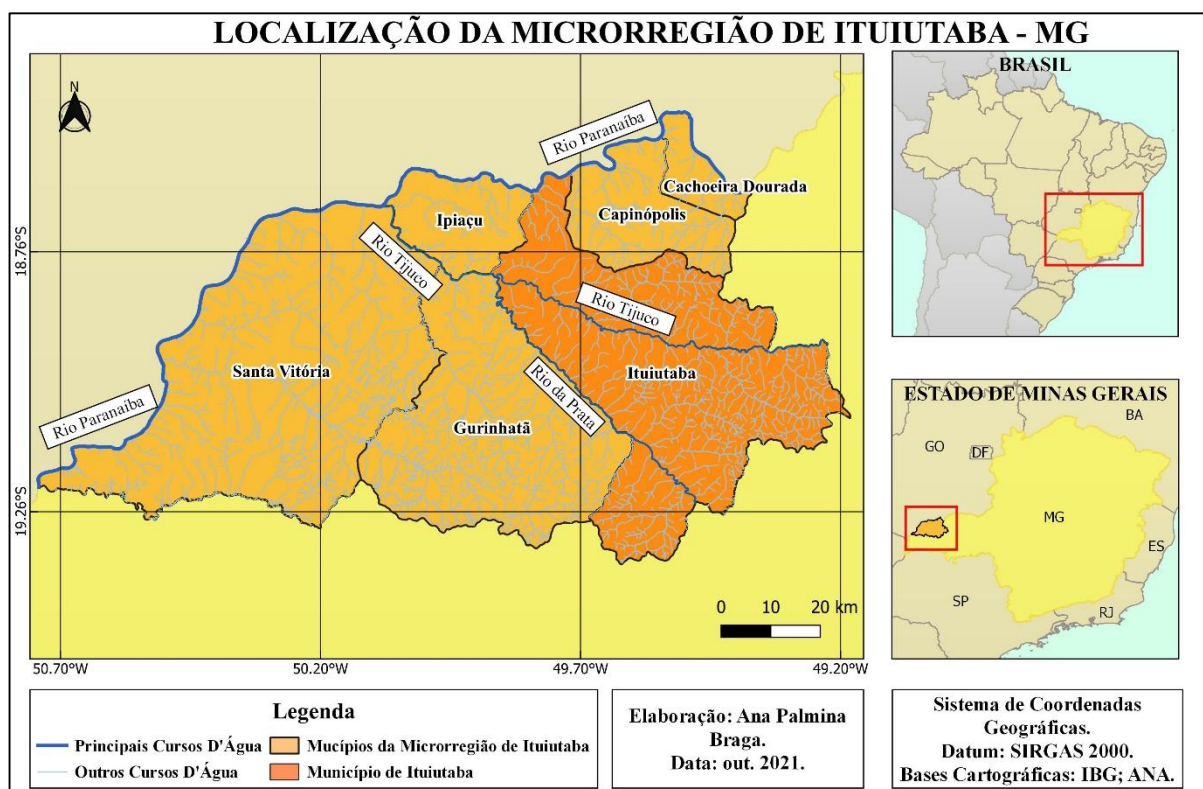 LOCALIZAÇÃO DA MICRORREGIÃO DE ITUIUTABA - MG
N
Rio Paranaíba
Cachoeira Dourada
Capinópolis
Ipiaçu
Rio Tijuco
Rio Tijuco
Santa Vitória
Ituiutaba
Rio da Prata
Gurinhatã
Rio Paranaíba
18.76°S
19.26°S
0 10 20 km
50.70°W 50.20°W 49.70°W 49.20°W
BRASIL
ESTADO DE MINAS GERAIS
BA
GO
DF
MG
ES
SP
RJ
Legenda
Principais Cursos D'Água
Outros Cursos D'Água
Mucípios da Microrregião de Ituiutaba
Município de Ituiutaba
Elaboração: Ana Palmina
Braga.
Data: out. 2021.
Sistema de Coordenadas
Geográficas.
Datum: SIRGAS 2000.
Bases Cartográficas: IBG; ANA.